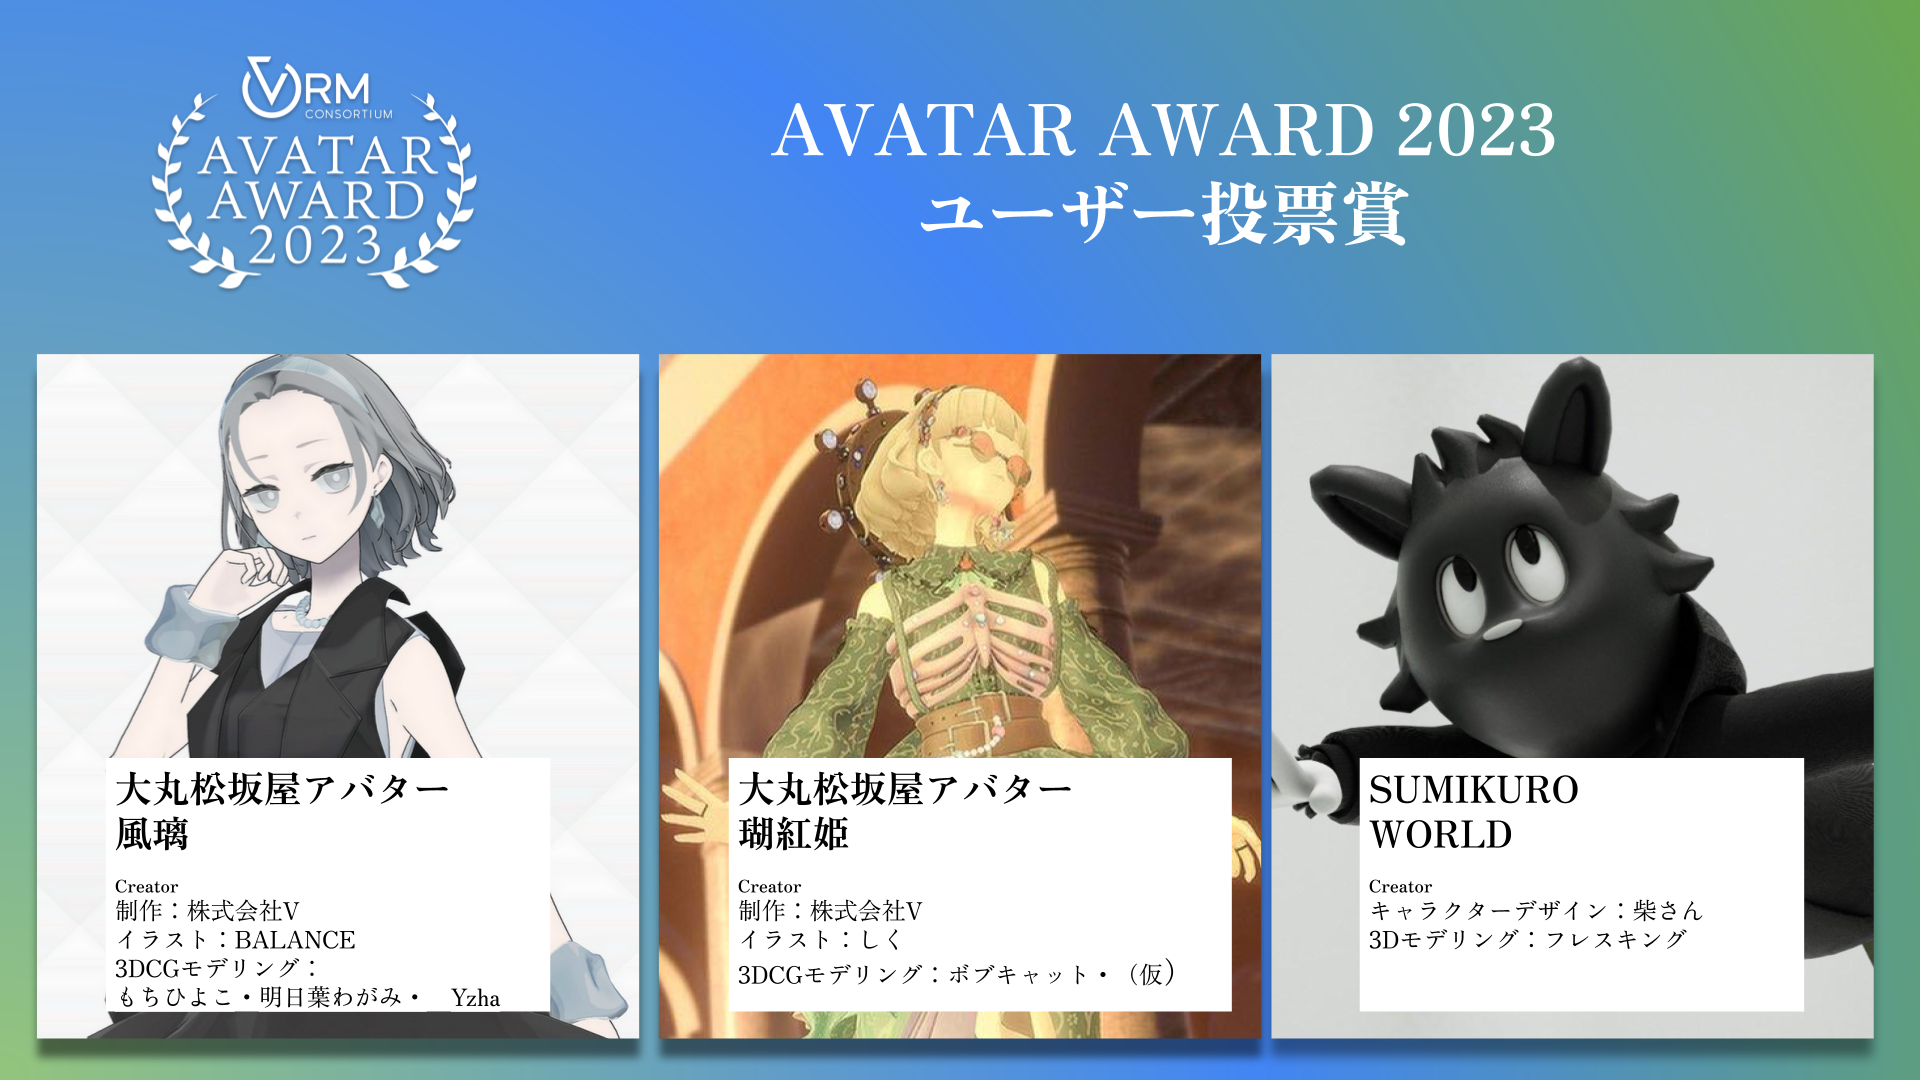 VRM
CONSORTIUM
AVATAR
AWARD
2023
AVATAR AWARD 2023
ユーザー投票賞
大丸松坂屋アバター
風璃
Creator
制作：株式会社V
イラスト：BALANCE
3DCGモデリング：
もちひよこ・明日葉わがみ・　Yzha
大丸松坂屋アバター
瑚紅姫
Creator
制作：株式会社V
イラスト：しく
3DCGモデリング：ボブキャット・（仮）
SUMIKURO
WORLD
Creator
キャラクターデザイン：柴さん
3Dモデリング：フレスキング